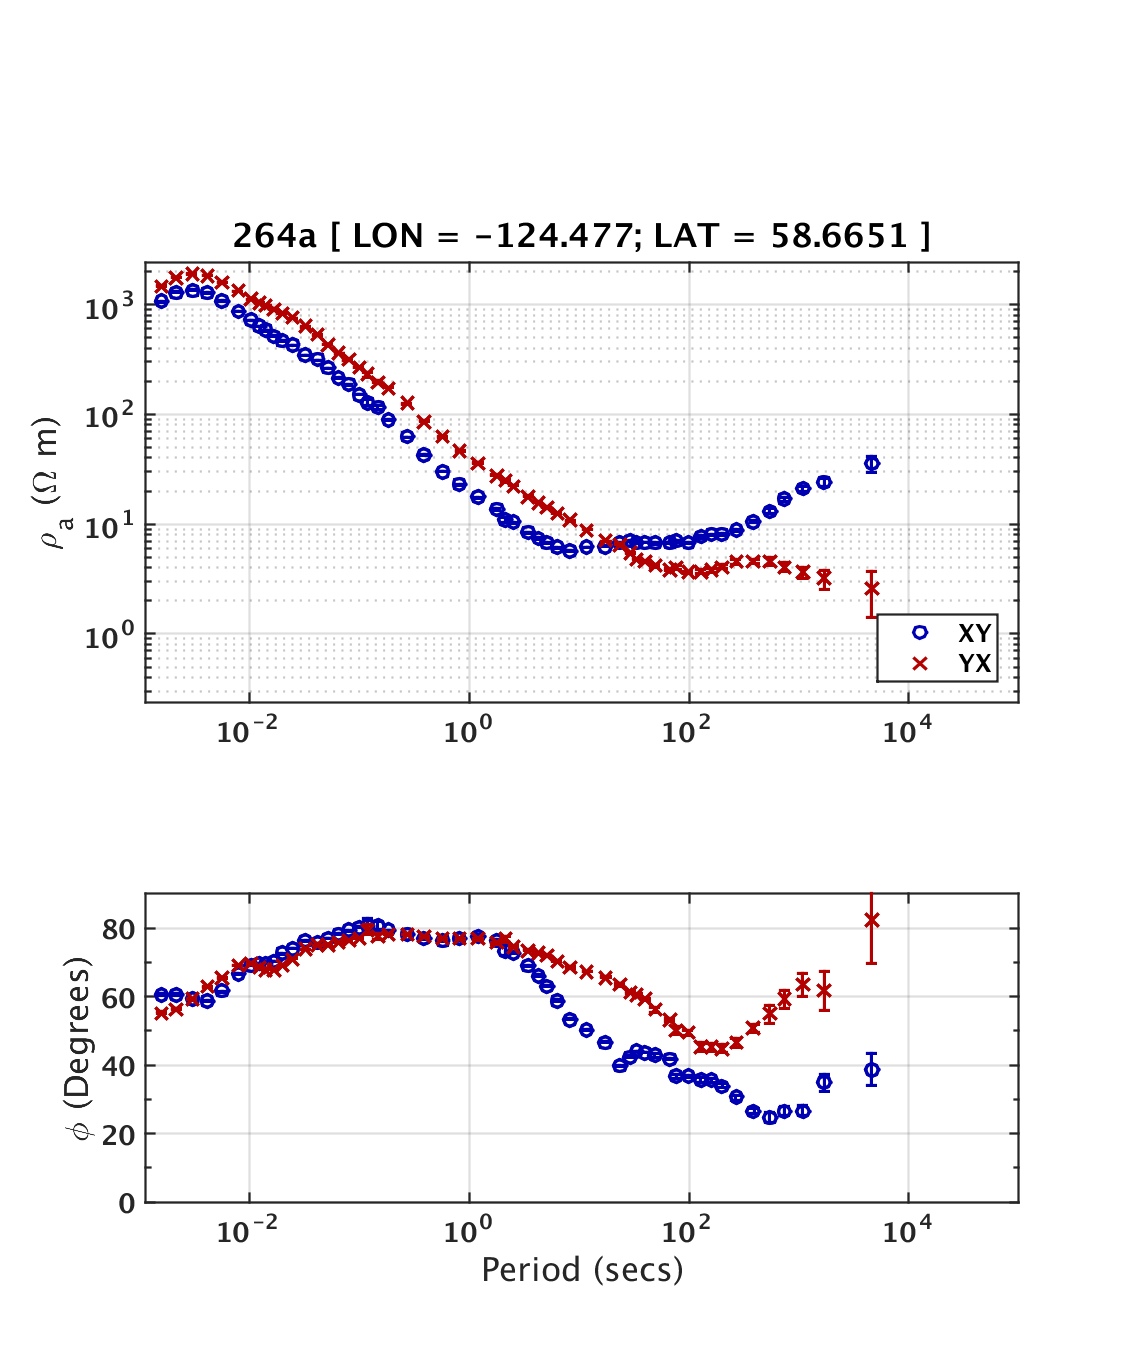 264a [ LON = −124.477; LAT = 58.6651 ]
ρa (Ω m)
10^3
10^2
10^1
10^0
10^−2 10^0 10^2 10^4
XY
YX
ϕ (Degrees)
80
60
40
20
0
10^−2 10^0 10^2 10^4
Period (secs)